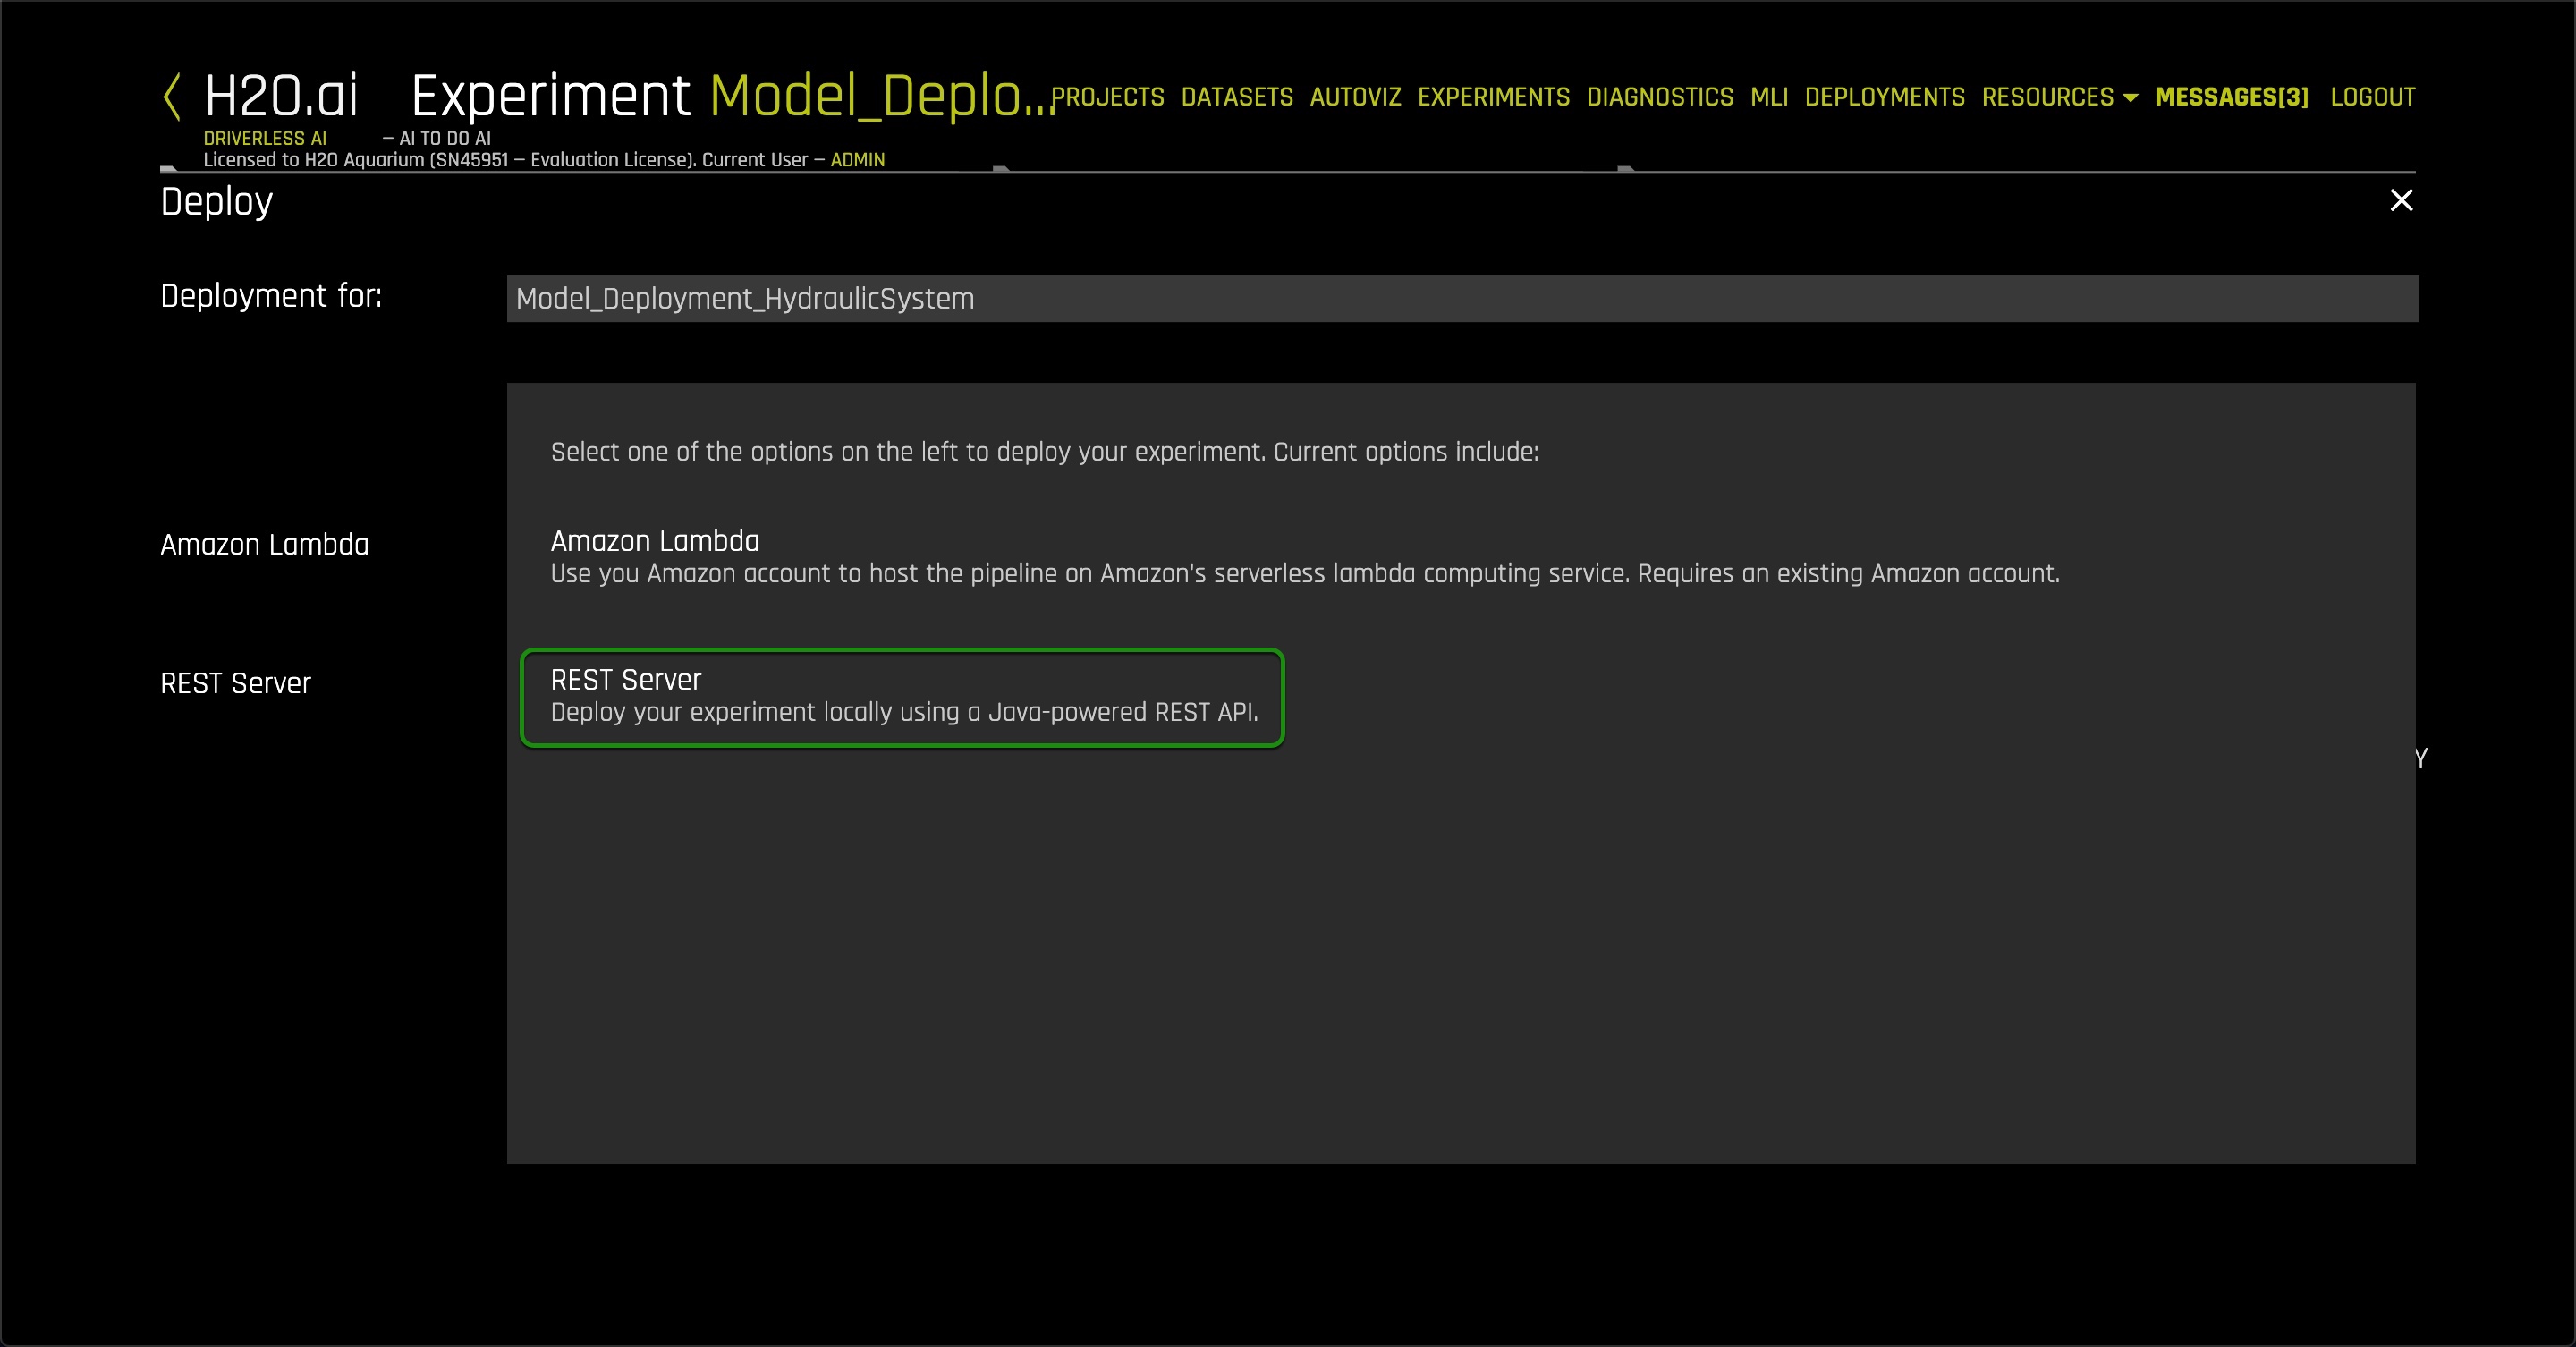 H2O.ai Experiment Model_Deplo... PROJECTS DATASETS AUTOVIZ EXPERIMENTS DIAGNOSTICS MLI DEPLOYMENTS RESOURCES MESSAGES[3] LOGOUT
DRIVERLESS AI – AI TO DO AI
Licensed to H2O Aquarium (SN45951 – Evaluation License). Current User – ADMIN
Deploy
Deployment for: Model_Deployment_HydraulicSystem
Select one of the options on the left to deploy your experiment. Current options include:
Amazon Lambda
Amazon Lambda
Use you Amazon account to host the pipeline on Amazon's serverless lambda computing service. Requires an existing Amazon account.
REST Server
REST Server
Deploy your experiment locally using a Java-powered REST API.
Y